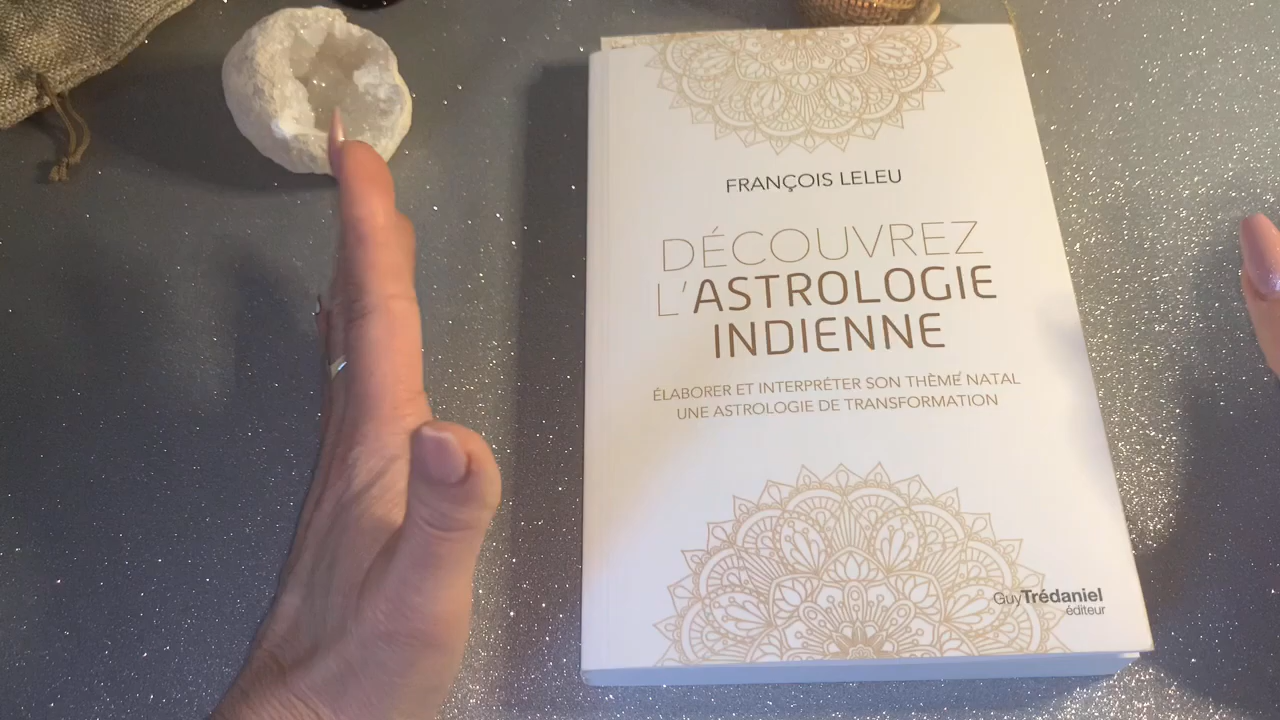 FRANÇOIS LELEU
DÉCOUVREZ
L'ASTROLOGIE
INDIENNE
ÉLABORER ET INTERPRÉTER SON THÈME NATAL
UNE ASTROLOGIE DE TRANSFORMATION
GuyTrédaniel
éditeur